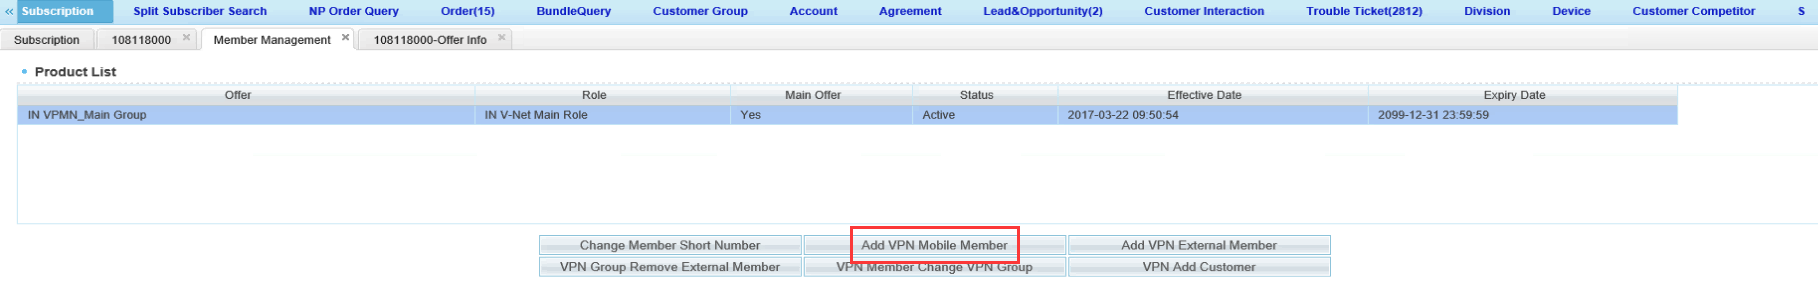 « Subscription Split Subscriber Search NP Order Query Order(15) BundleQuery Customer Group Account Agreement Lead&Opportunity(2) Customer Interaction Trouble Ticket(2812) Division Device Customer Competitor S
Subscription 108118000 × Member Management × 108118000-Offer Info ×
Product List
Offer Role Main Offer Status Effective Date Expiry Date
IN VPMN_Main Group IN V-Net Main Role Yes Active 2017-03-22 09:50:54 2099-12-31 23:59:59
Change Member Short Number Add VPN Mobile Member Add VPN External Member
VPN Group Remove External Member VPN Member Change VPN Group VPN Add Customer